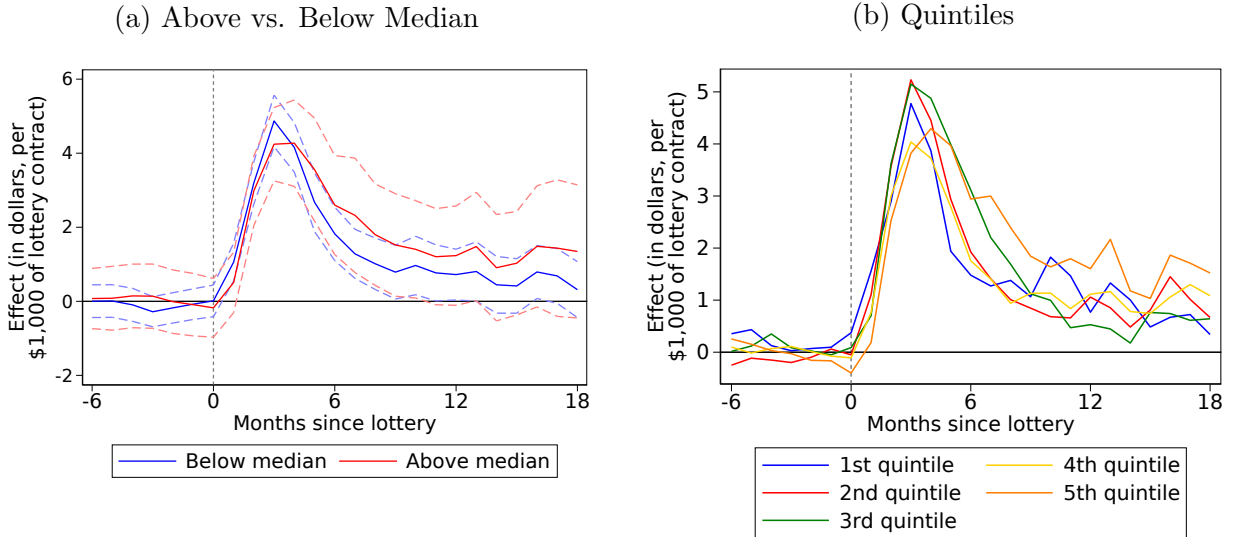 (a) Above vs. Below Median
Effect (in dollars, per
$1,000 of lottery contract)
6
4
2
0
-2
-6
0
6
12
18
Months since lottery
Below median
Above median
(b) Quintiles
Effect (in dollars, per
$1,000 of lottery contract)
5
4
3
2
1
0
-6
0
6
12
18
Months since lottery
1st quintile
4th quintile
2nd quintile
5th quintile
3rd quintile